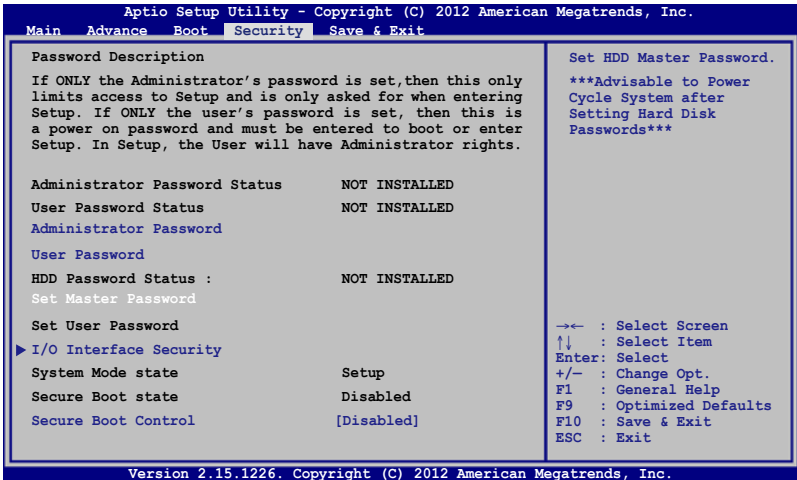 Aptio Setup Utility - Copyright (C) 2012 American Megatrends, Inc.
Main Advance Boot Security Save & Exit
Password Description
If ONLY the Administrator's password is set,then this only
limits access to Setup and is only asked for when entering
Setup. If ONLY the user's password is set, then this is
a power on password and must be entered to boot or enter
Setup. In Setup, the User will have Administrator rights.
Administrator Password Status NOT INSTALLED
User Password Status NOT INSTALLED
Administrator Password
User Password
HDD Password Status : NOT INSTALLED
Set Master Password
Set User Password
I/O Interface Security
System Mode state Setup
Secure Boot state Disabled
Secure Boot Control [Disabled]
Set HDD Master Password.
***Advisable to Power
Cycle System after
Setting Hard Disk
Passwords***
→← : Select Screen
↑↓ : Select Item
Enter: Select
+/— : Change Opt.
F1 : General Help
F9 : Optimized Defaults
F10 : Save & Exit
ESC : Exit
Version 2.15.1226. Copyright (C) 2012 American Megatrends, Inc.